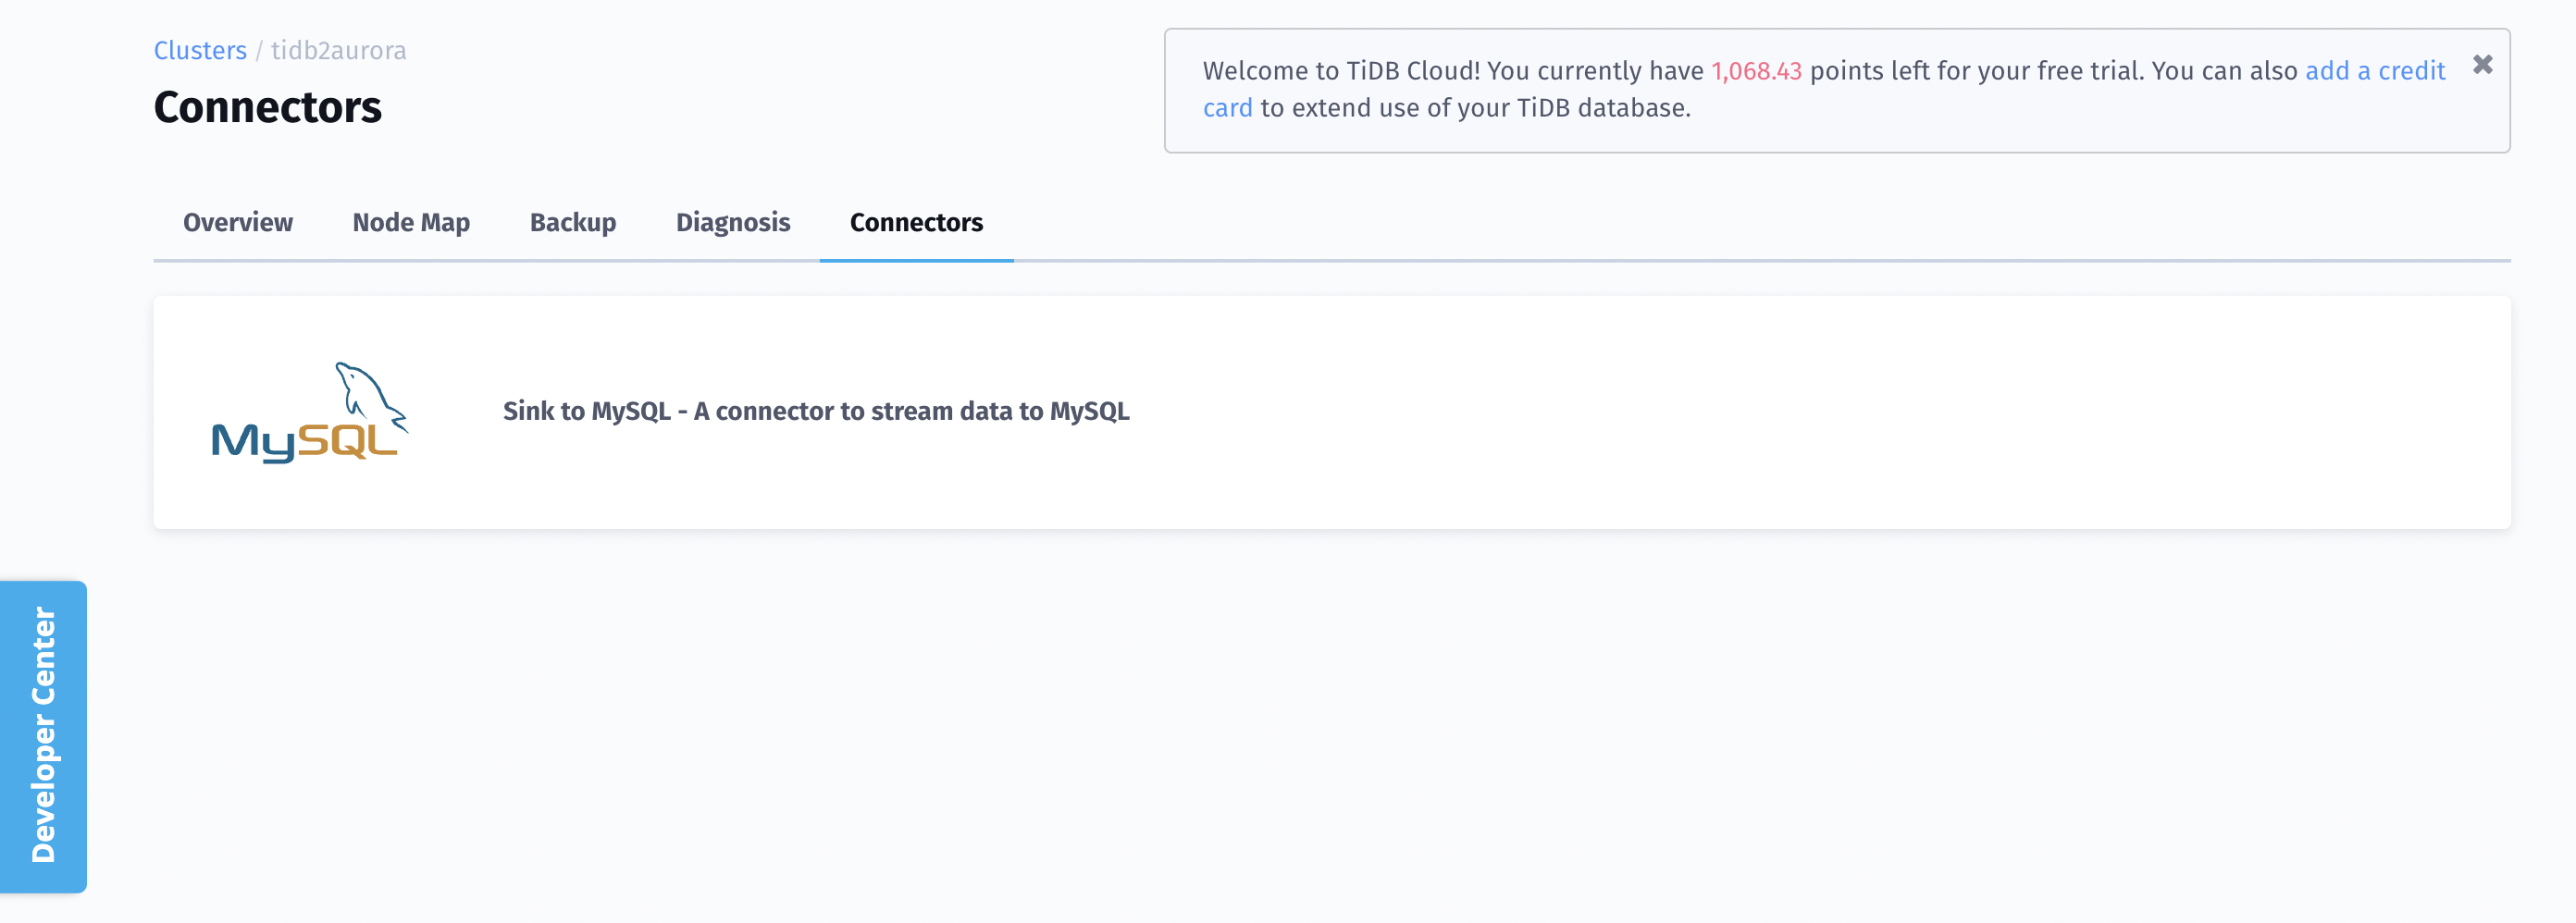 Clusters / tidb2aurora
Connectors
Welcome to TiDB Cloud! You currently have 1,068.43 points left for your free trial. You can also add a credit
card to extend use of your TiDB database.
Overview Node Map Backup Diagnosis Connectors
MySQL
Sink to MySQL - A connector to stream data to MySQL
Developer Center